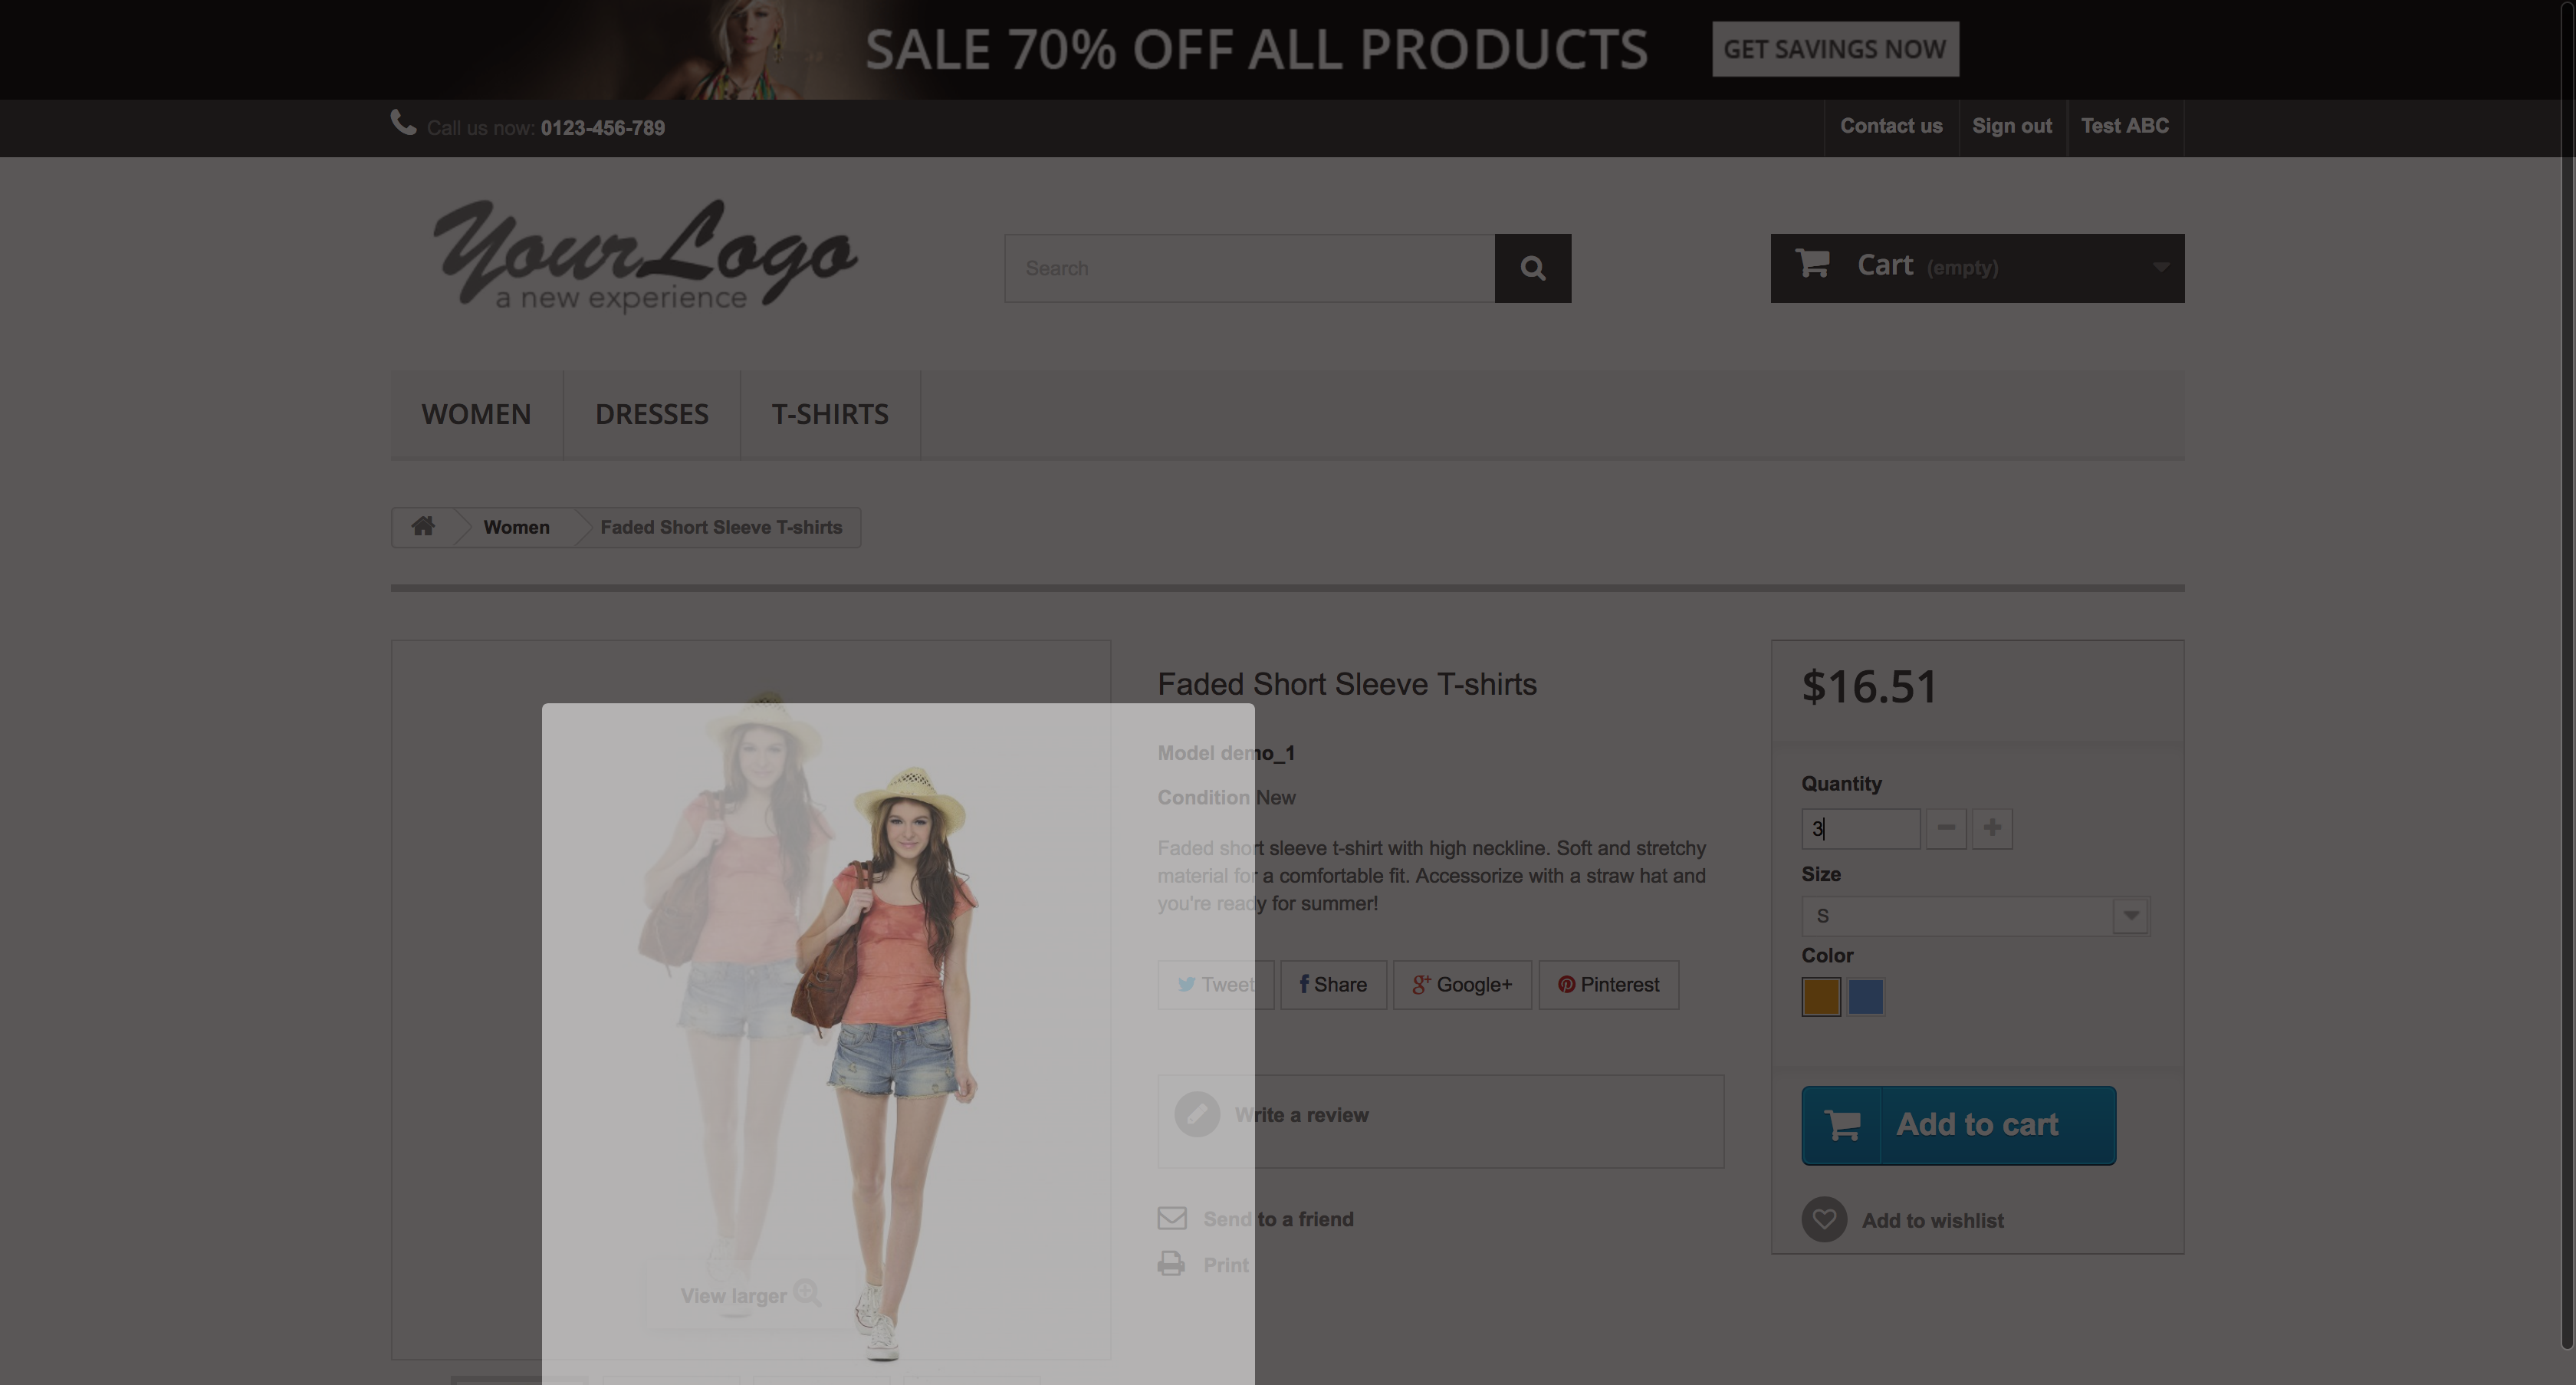 SALE 70% OFF ALL PRODUCTS
GET SAVINGS NOW
Call us now: 0123-456-789
Contact us
Sign out
Test ABC
YourLogo
a new experience
Search
Cart (empty)
WOMEN
DRESSES
T-SHIRTS
Women
Faded Short Sleeve T-shirts
Faded Short Sleeve T-shirts
Model demo_1
Condition New
Faded short sleeve t-shirt with high neckline. Soft and stretchy
material for a comfortable fit. Accessorize with a straw hat and
you're ready for summer!
Tweet
Share
Google+
Pinterest
Write a review
Send to a friend
Print
View larger
$16.51
Quantity
3
Size
S
Color
Add to cart
Add to wishlist